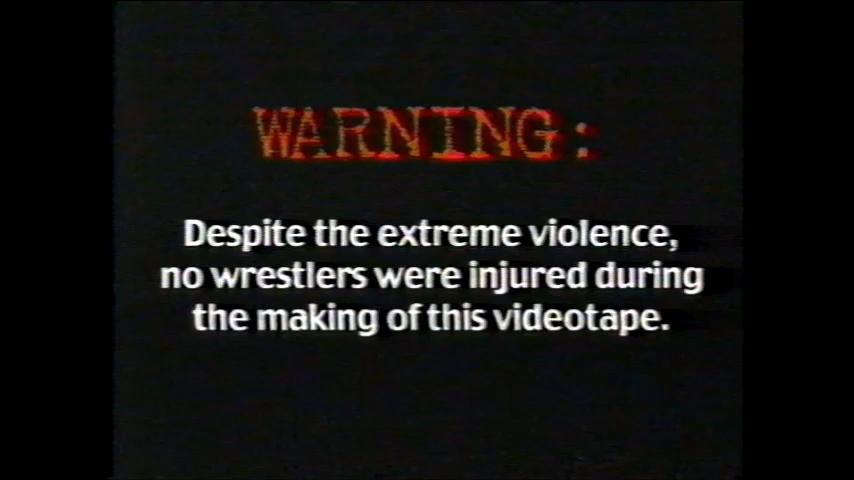 WARNING:
Despite the extreme violence,
no wrestlers were injured during
the making of this videotape.